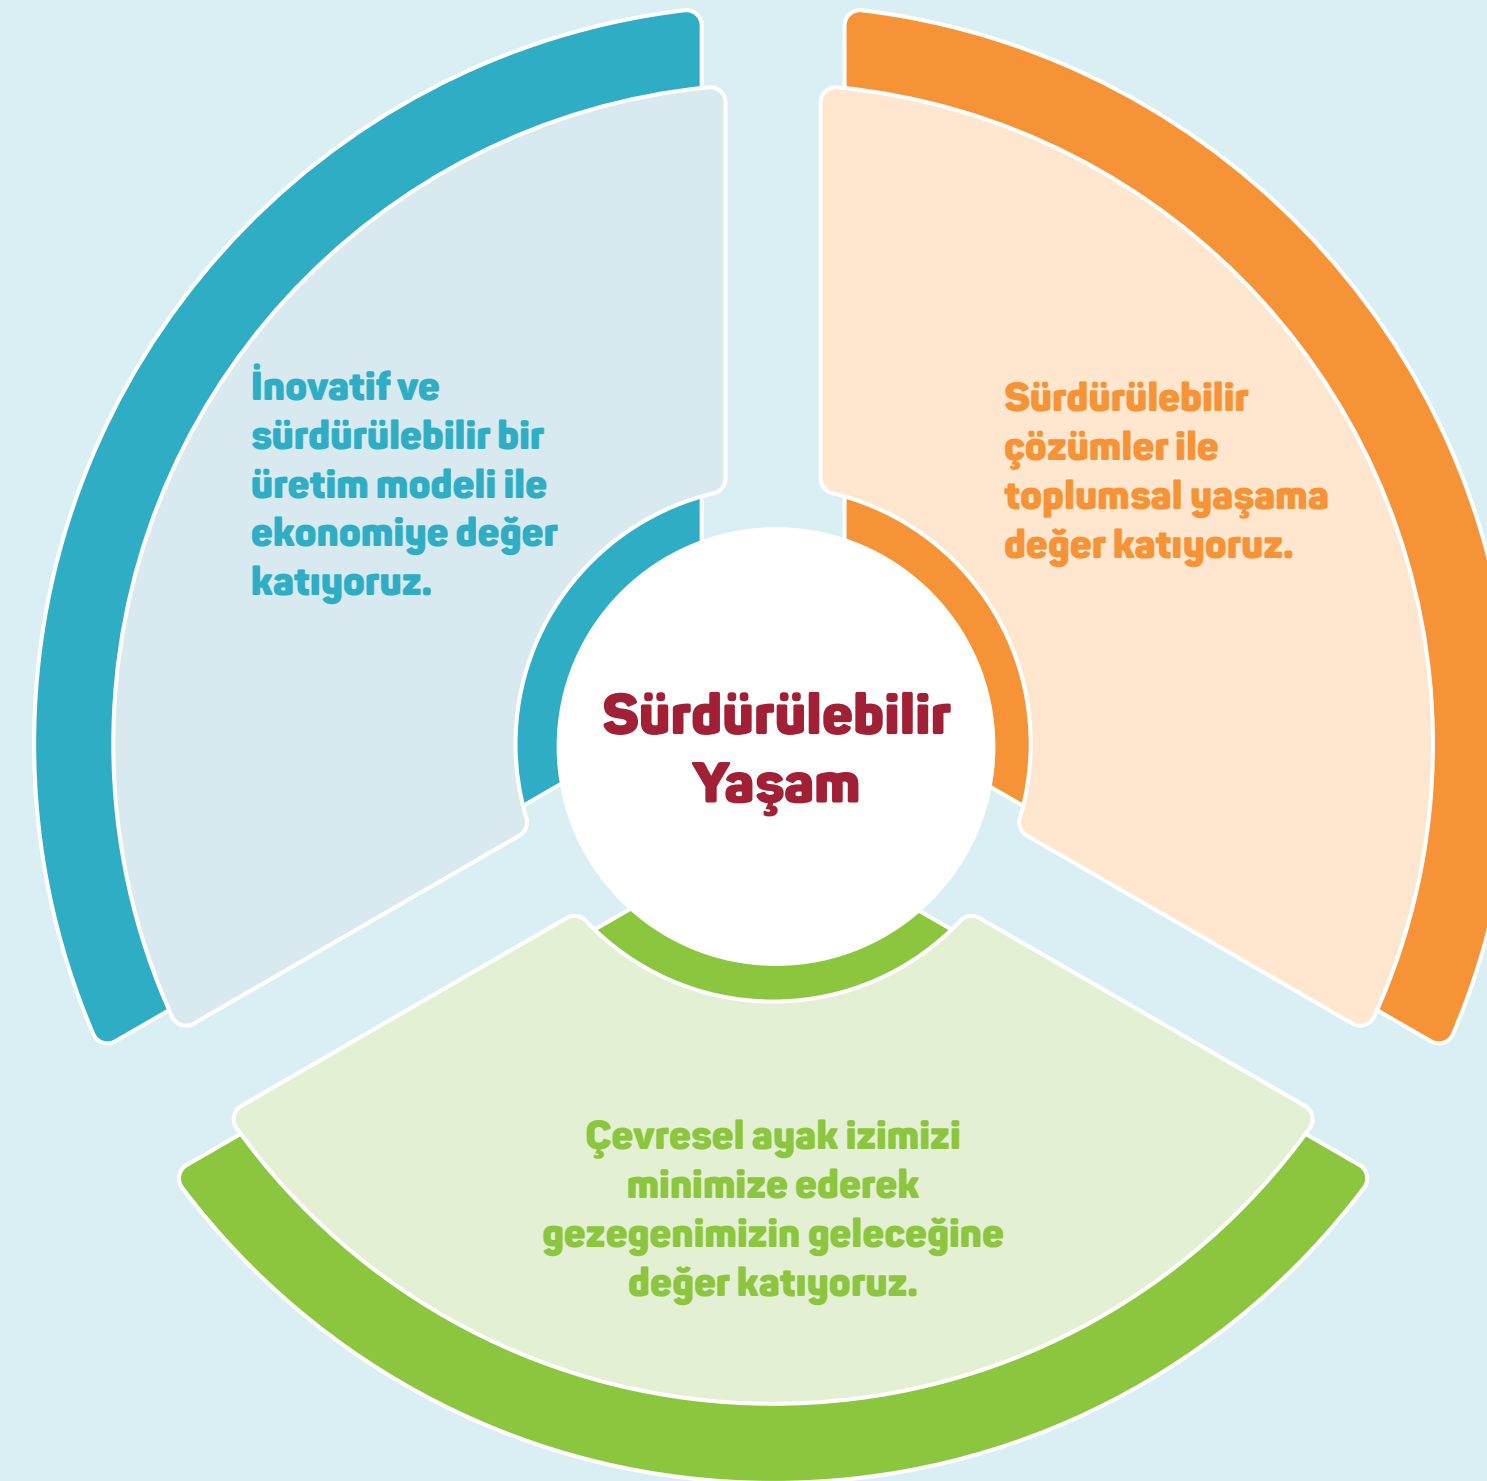 İnovatif ve
sürdürülebilir bir
üretim modeli ile
ekonomiye değer
katıyoruz.
Sürdürülebilir
çözümler ile
toplumsal yaşama
değer katıyoruz.
Sürdürülebilir
Yaşam
Çevresel ayak izimizi
minimize ederek
gezegenimizin geleceğine
değer katıyoruz.